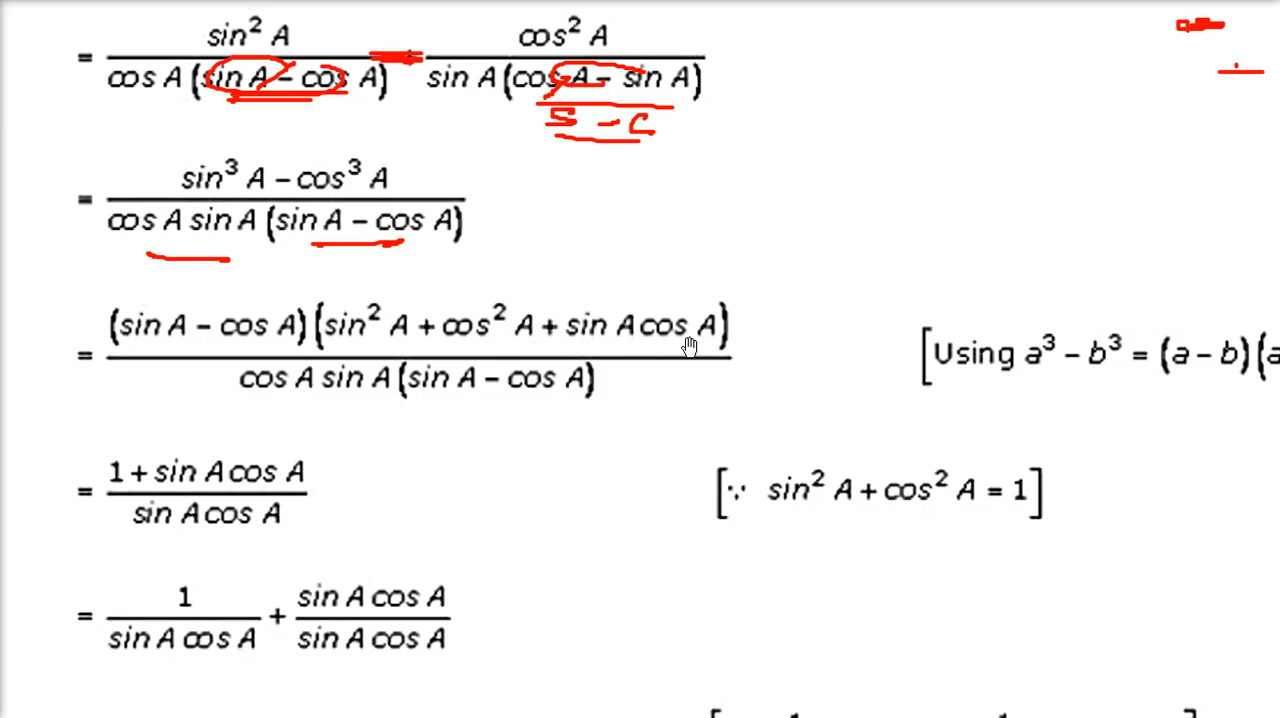 = sin² A / cos A (sin A − cos A) − cos² A / sin A (cos A − sin A)
S − C
= sin³ A − cos³ A / cos A sin A (sin A − cos A)
= (sin A − cos A) (sin² A + cos² A + sin A cos A) / cos A sin A (sin A − cos A) [Using a³ − b³ = (a − b) (a
= 1 + sin A cos A / sin A cos A [∵ sin² A + cos² A = 1]
= 1 / sin A cos A + sin A cos A / sin A cos A